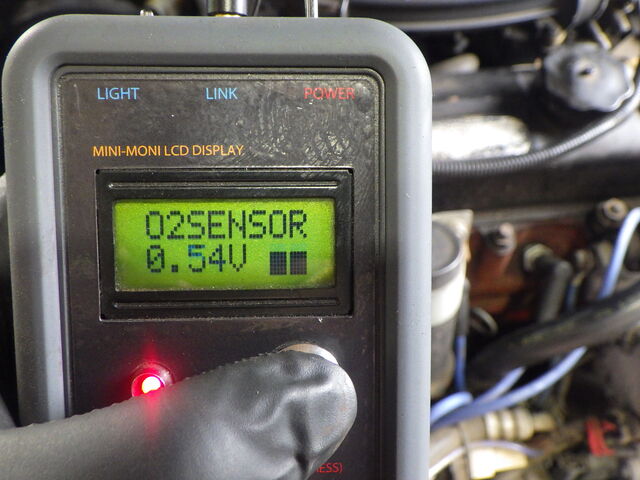 LIGHT LINK POWER
MINI-MONI LCD DISPLAY
O2SENSOR
0.54V